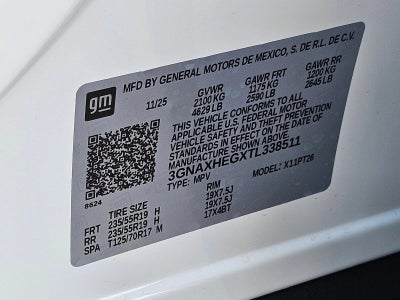 gm
MFD BY GENERAL MOTORS DE MEXICO, S. DE R.L. DE C.V.
11/25 GVWR GAWR FRT GAWR RR
2100 KG 1175 KG 1200 KG
4629 LB 2590 LB 2645 LB
THIS VEHICLE CONFORMS TO ALL
APPLICABLE U.S. FEDERAL MOTOR
VEHICLE SAFETY AND THEFT PREVENTION
STANDARDS IN EFFECT ON THE DATE OF
MANUFACTURE SHOWN ABOVE.
3GNAXHEGXTL338511
TYPE: MPV MODEL: X11PT26
8624
TIRE SIZE RIM
FRT 235/55R19 H 19X7.5J
RR 235/55R19 H 19X7.5J
SPA T125/70R17 M 17X4BT